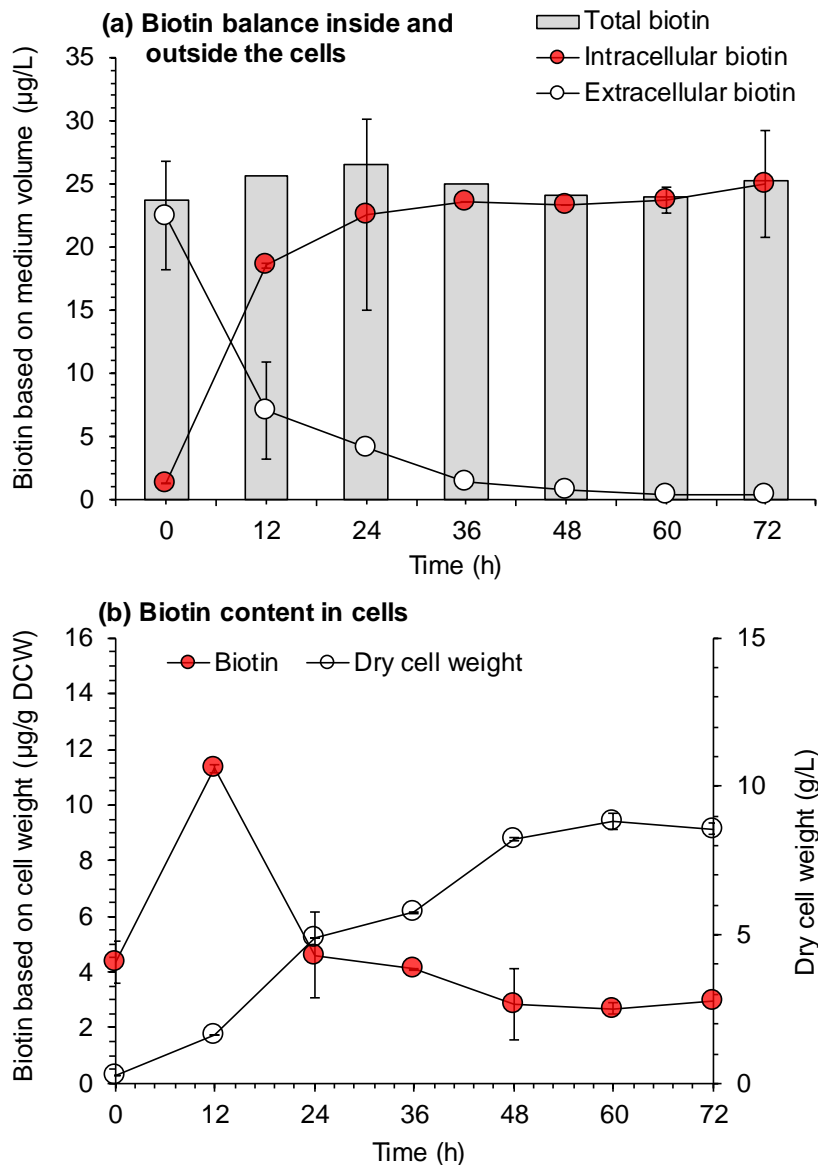 (a) Biotin balance inside and
outside the cells
Total biotin
Intracellular biotin
Extracellular biotin
Biotin based on medium volume (µg/L)
35
30
25
20
15
10
5
0
0 12 24 36 48 60 72
Time (h)
(b) Biotin content in cells
Biotin Dry cell weight
Biotin based on cell weight (µg/g DCW)
16
14
12
10
8
6
4
2
0
15
10
5
0
Dry cell weight (g/L)
0 12 24 36 48 60 72
Time (h)